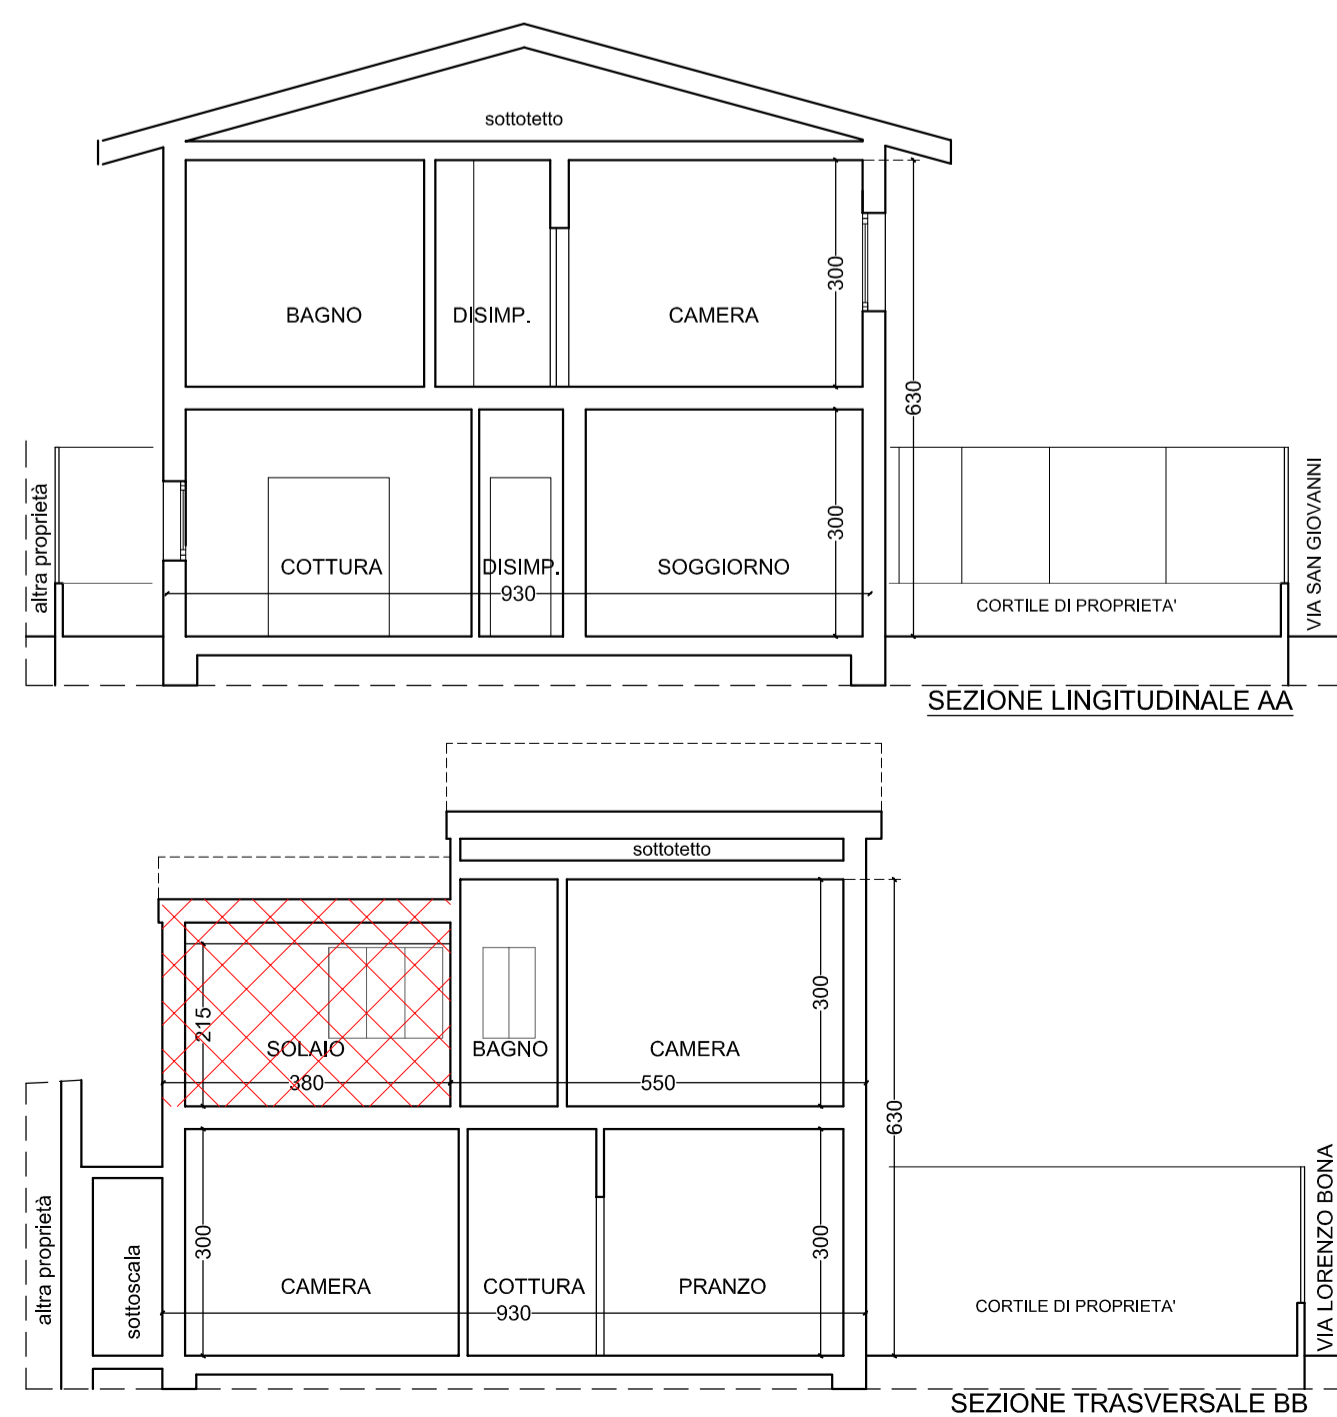 sottotetto
BAGNO
DISIMP.
CAMERA
300
630
altra proprietà
COTTURA
DISIMP.
SOGGIORNO
300
930
CORTILE DI PROPRIETA'
VIA SAN GIOVANNI
SEZIONE LINGITUDINALE AA
sottotetto
215
SOLAIO
BAGNO
CAMERA
300
380
550
630
altra proprietà
sottoscala
300
CAMERA
COTTURA
PRANZO
300
930
CORTILE DI PROPRIETA'
VIA LORENZO BONA
SEZIONE TRASVERSALE BB